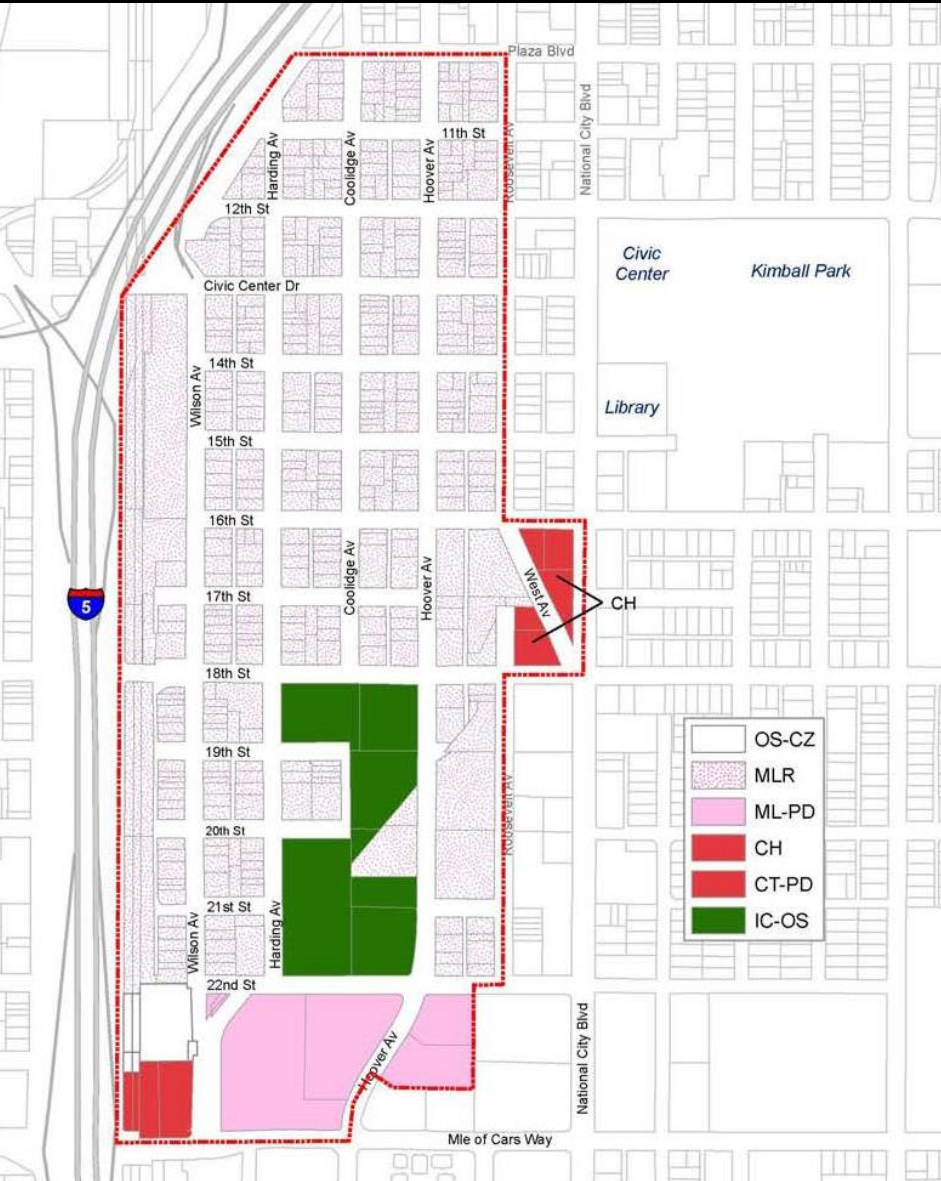 Plaza Blvd
11th St
Harding Av
Coolidge Av
Hoover Av
Roosevelt Av
National City Blvd
12th St
Civic
Center
Kimball Park
Civic Center Dr
14th St
Wilson Av
Library
15th St
16th St
Coolidge Av
Hoover Av
West Av
17th St
5
CH
18th St
OS-CZ
MLR
ML-PD
CH
CT-PD
IC-OS
19th St
Roosevelt Av
20th St
21st St
Wilson Av
Harding Av
22nd St
Hoover Av
National City Blvd
Mle of Cars Way